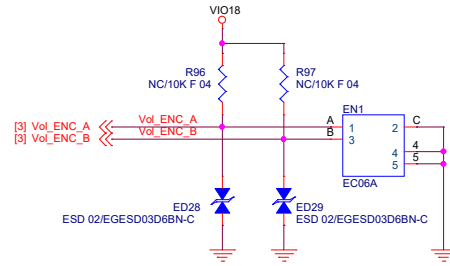 VIO18
R96
NC/10K F 04
R97
NC/10K F 04
EN1
[3] Vol_ENC_A
Vol_ENC_A
A
1
2
C
[3] Vol_ENC_B
Vol_ENC_B
B
3
4
4
5
5
EC06A
ED28
ESD 02/EGESD03D6BN-C
ED29
ESD 02/EGESD03D6BN-C